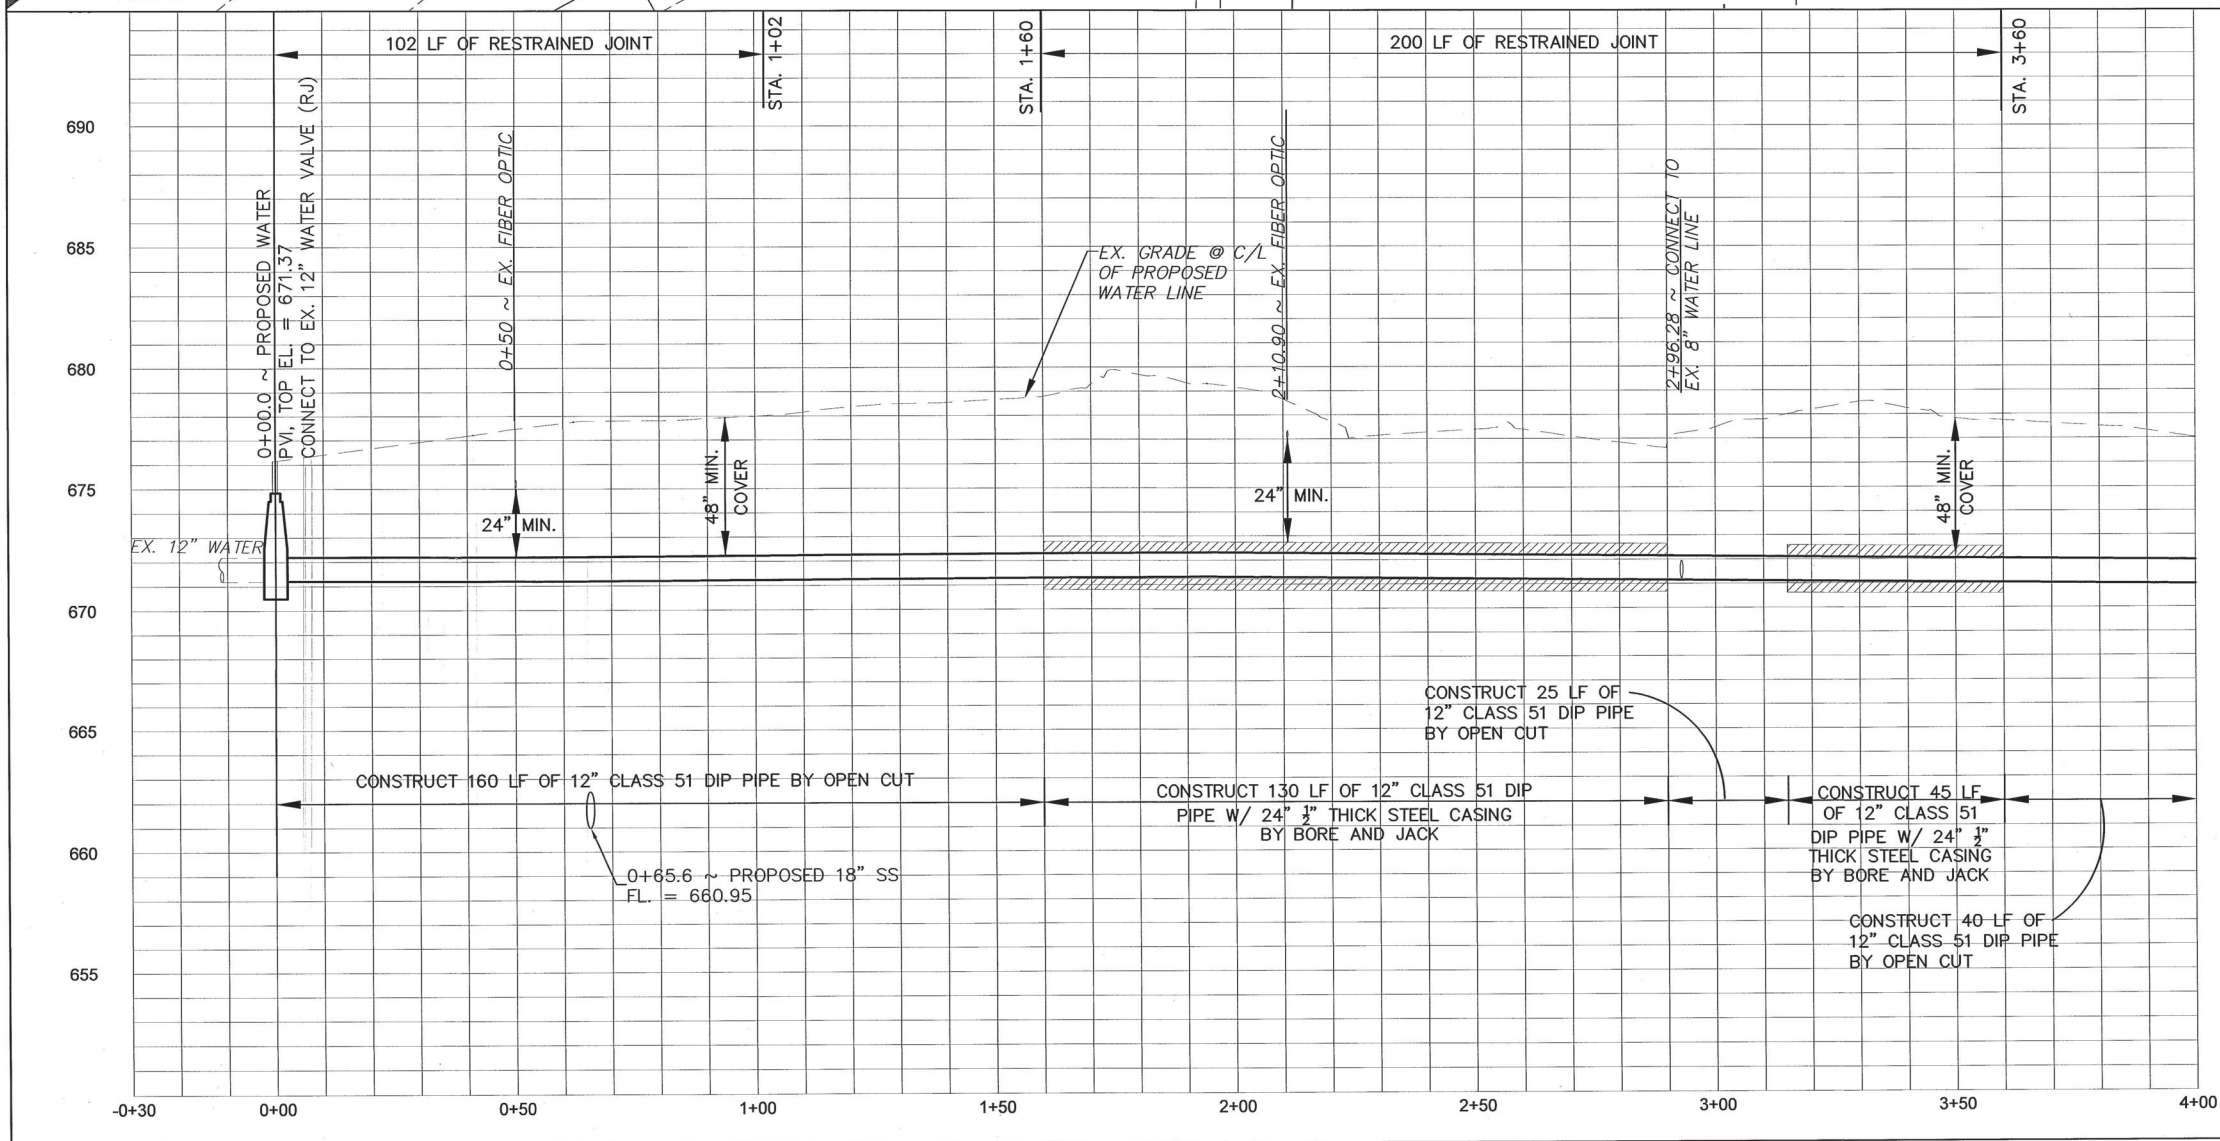 102 LF OF RESTRAINED JOINT
STA. 1+02
STA. 1+60
200 LF OF RESTRAINED JOINT
STA. 3+60
690
685
680
675
670
665
660
655
0+00.0 ~ PROPOSED WATER
PVI, TOP EL. = 671.37
CONNECT TO EX. 12" WATER VALVE (RJ)
0+50 ~ EX. FIBER OPTIC
EX. GRADE @ C/L
OF PROPOSED
WATER LINE
2+10.90 ~ EX. FIBER OPTIC
2+96.28 ~ CONNECT TO
EX. 8" WATER LINE
EX. 12" WATER
24" MIN.
48" MIN.
COVER
24" MIN.
48" MIN.
COVER
CONSTRUCT 25 LF OF
12" CLASS 51 DIP PIPE
BY OPEN CUT
CONSTRUCT 160 LF OF 12" CLASS 51 DIP PIPE BY OPEN CUT
CONSTRUCT 130 LF OF 12" CLASS 51 DIP
PIPE W/ 24" ½" THICK STEEL CASING
BY BORE AND JACK
CONSTRUCT 45 LF
OF 12" CLASS 51
DIP PIPE W/ 24" ½"
THICK STEEL CASING
BY BORE AND JACK
0+65.6 ~ PROPOSED 18" SS
FL. = 660.95
CONSTRUCT 40 LF OF
12" CLASS 51 DIP PIPE
BY OPEN CUT
-0+30
0+00
0+50
1+00
1+50
2+00
2+50
3+00
3+50
4+00